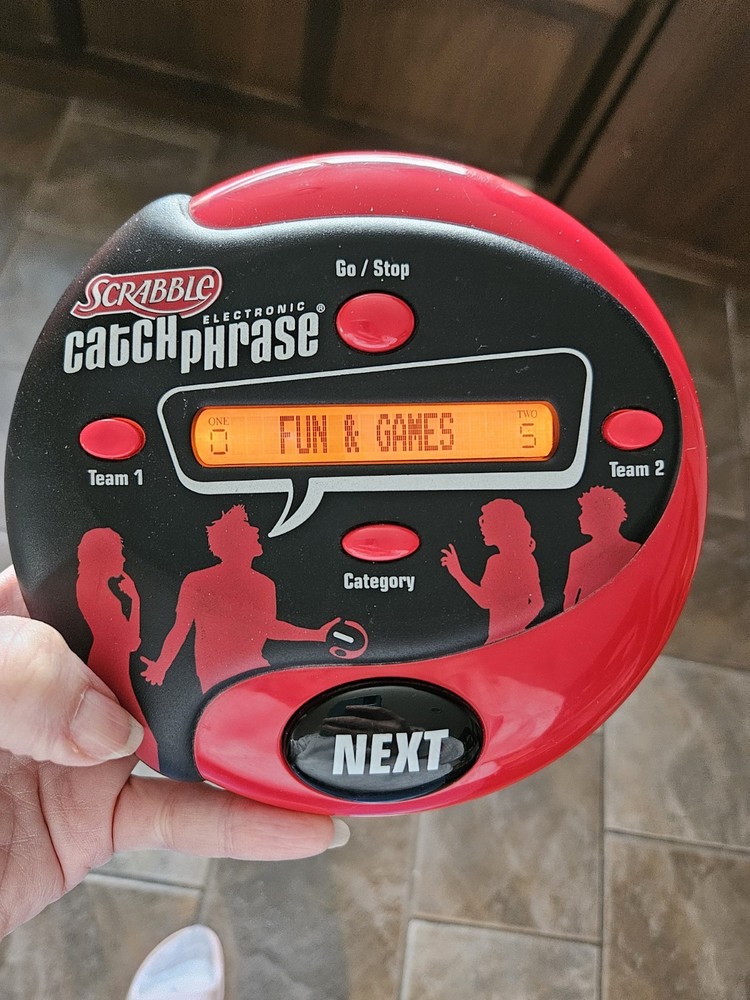 Go / Stop
SCRABBLE
ELECTRONIC
catcHpHrase®
ONE
TWO
0 FUN & GAMES 5
Team 1
Team 2
Category
NEXT